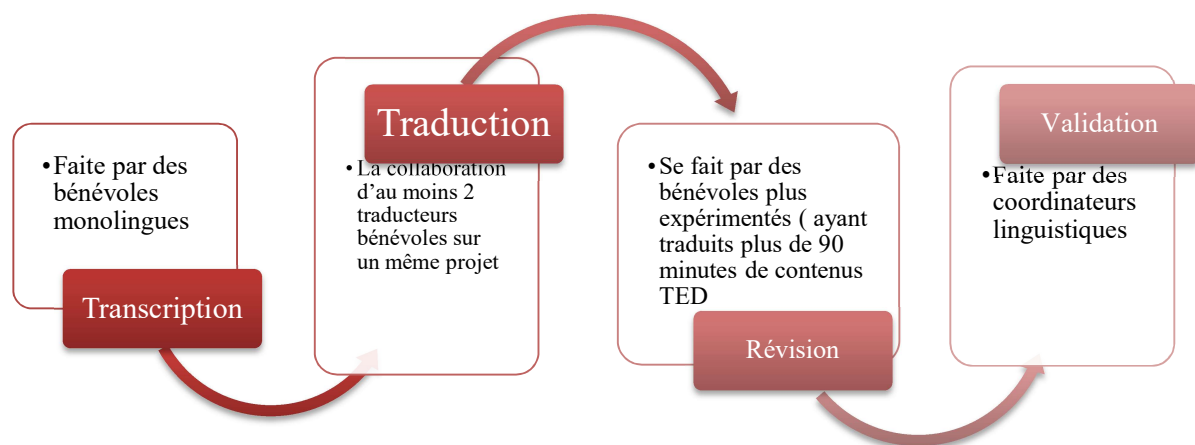 •Faite par des
bénévoles
monolingues
Transcription
Traduction
•La collaboration
d'au moins 2
traducteurs
bénévoles sur
un même projet
•Se fait par des
bénévoles plus
expérimentés ( ayant
traduits plus de 90
minutes de contenus
TED
Révision
Validation
•Faite par des
coordinateurs
linguistiques